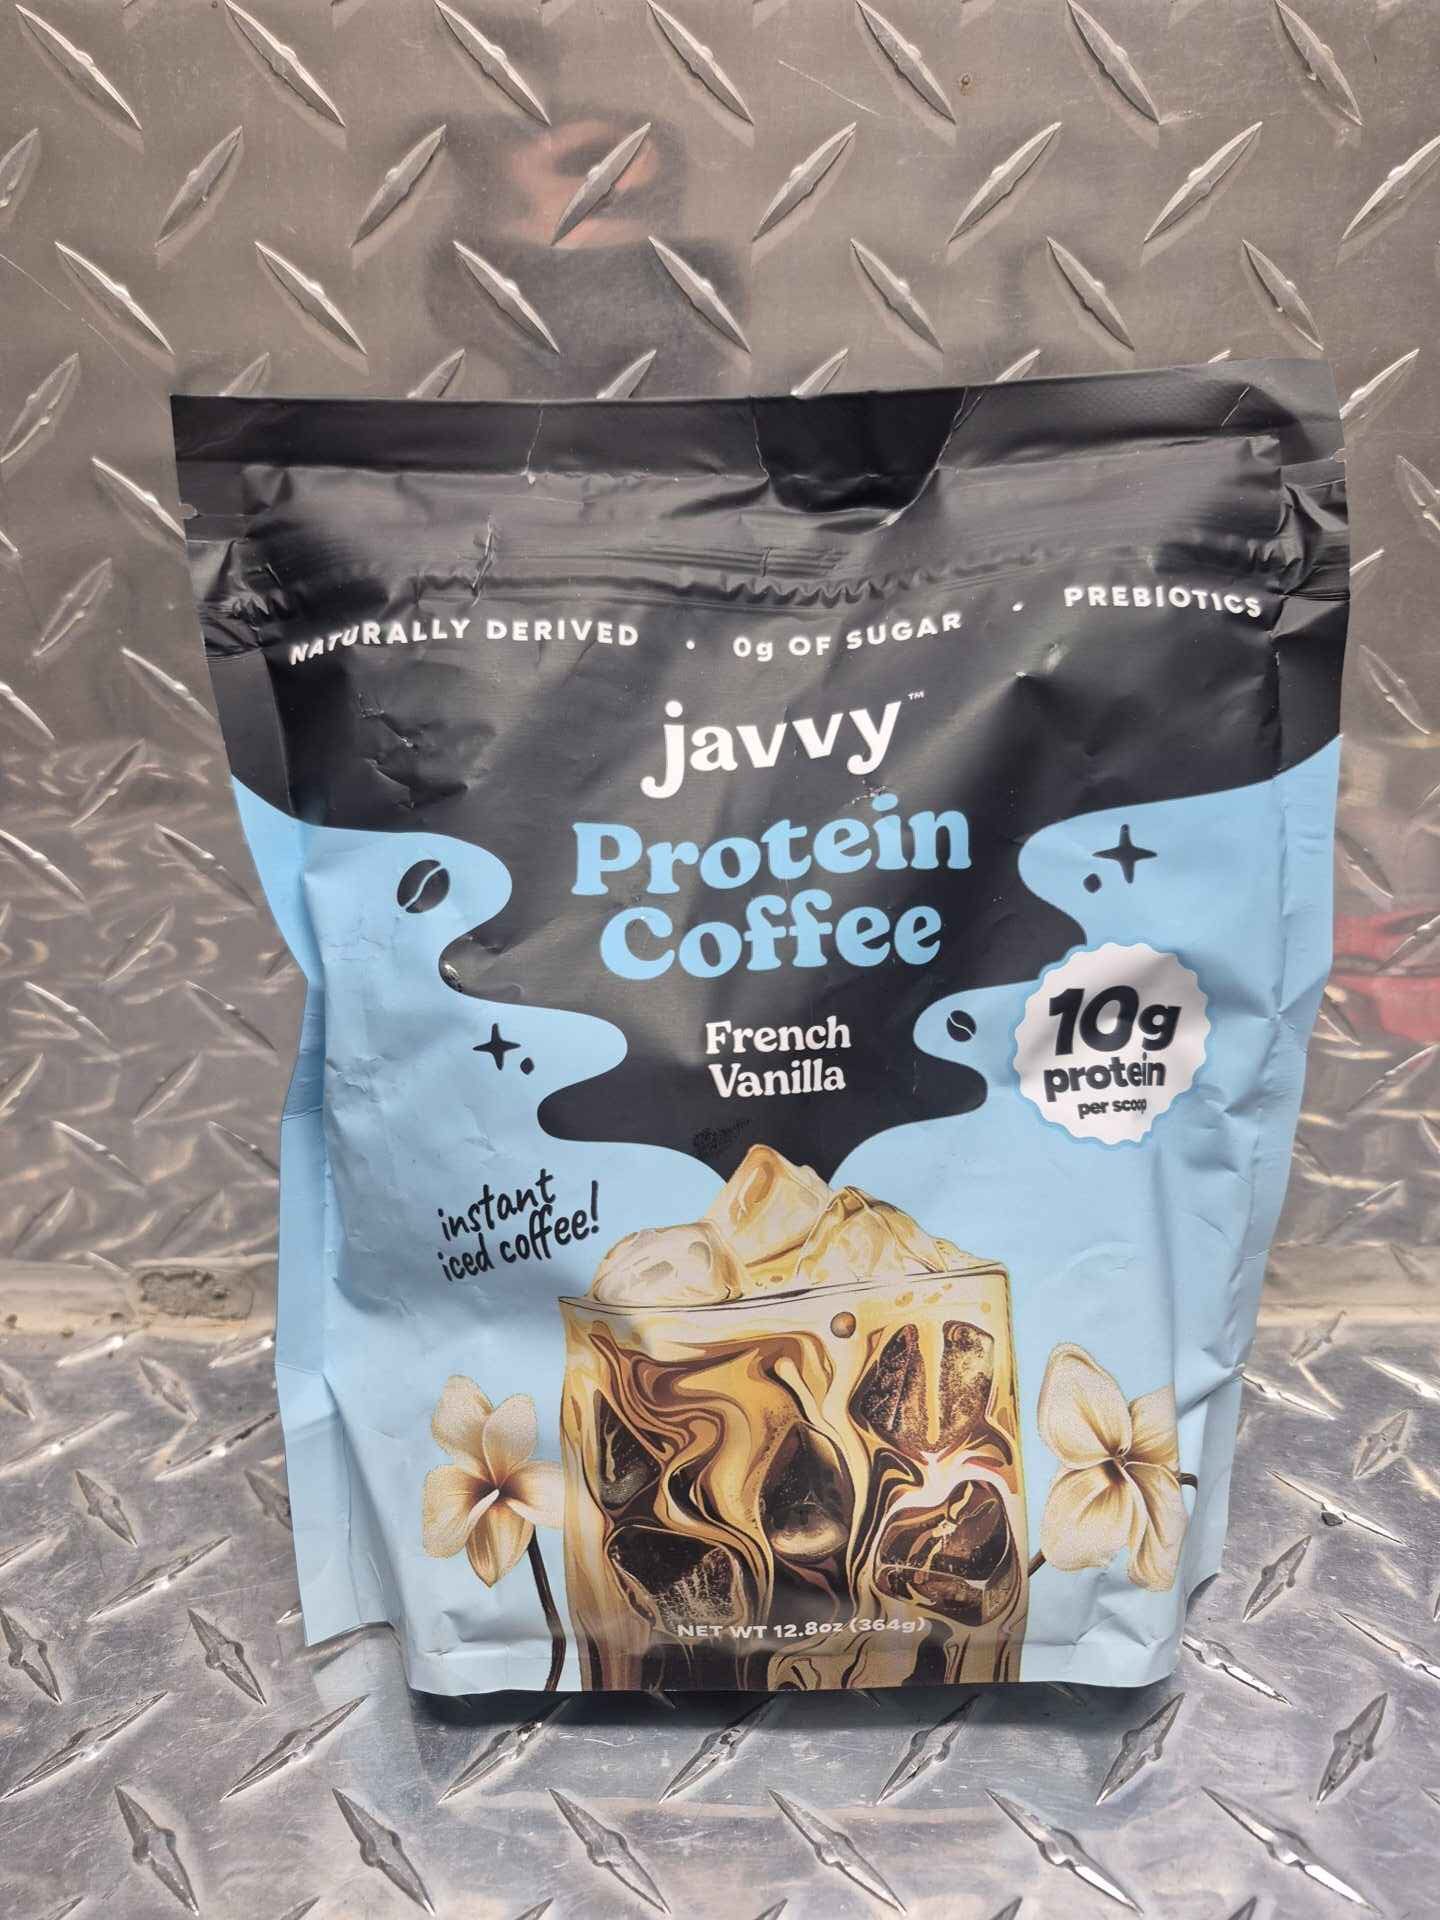 NATURALLY DERIVED • 0g OF SUGAR • PREBIOTICS
javvy™
Protein
Coffee
French
Vanilla
10g
protein
per scoop
instant
iced coffee!
NET WT 12.8oz (364g)